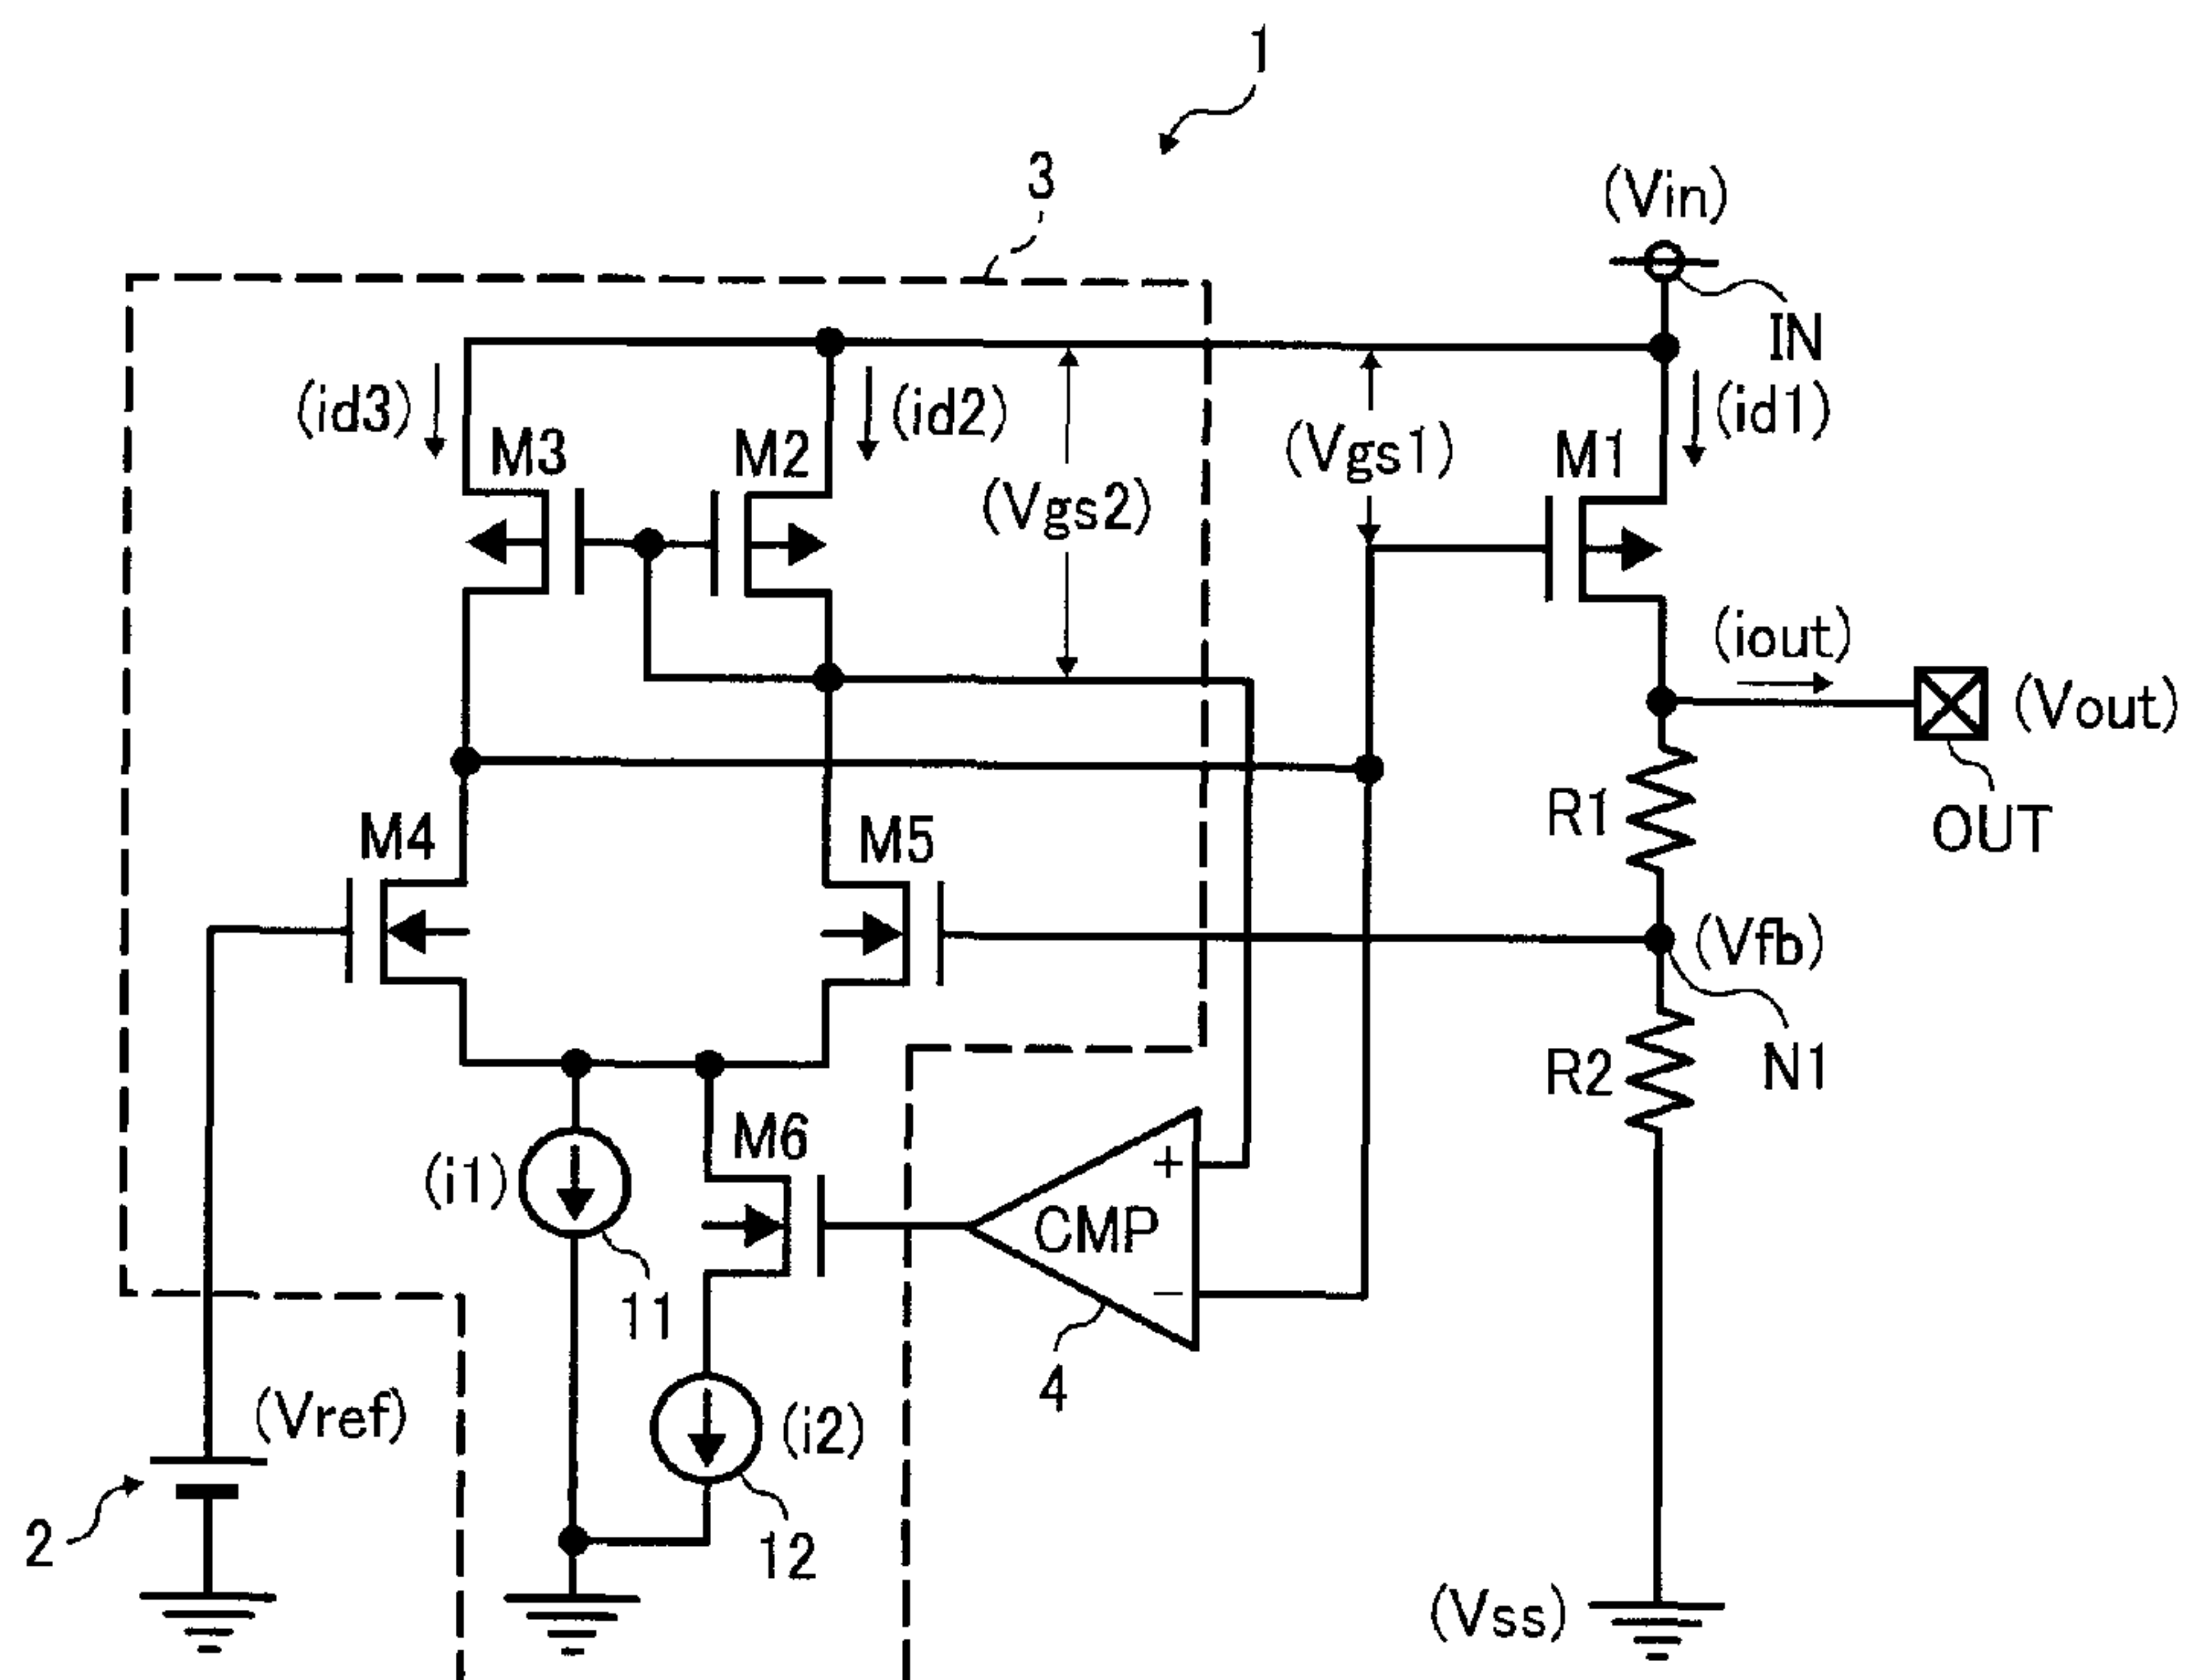 1
3
(Vin)
IN
(id3)
(id2)
(id1)
M3
M2
(Vgs1)
M1
(Vgs2)
(iout)
(Vout)
R1
OUT
M4
M5
(Vfb)
R2
N1
M6
(i1)
+
CMP
11
−
4
(Vref)
(i2)
2
12
(Vss)